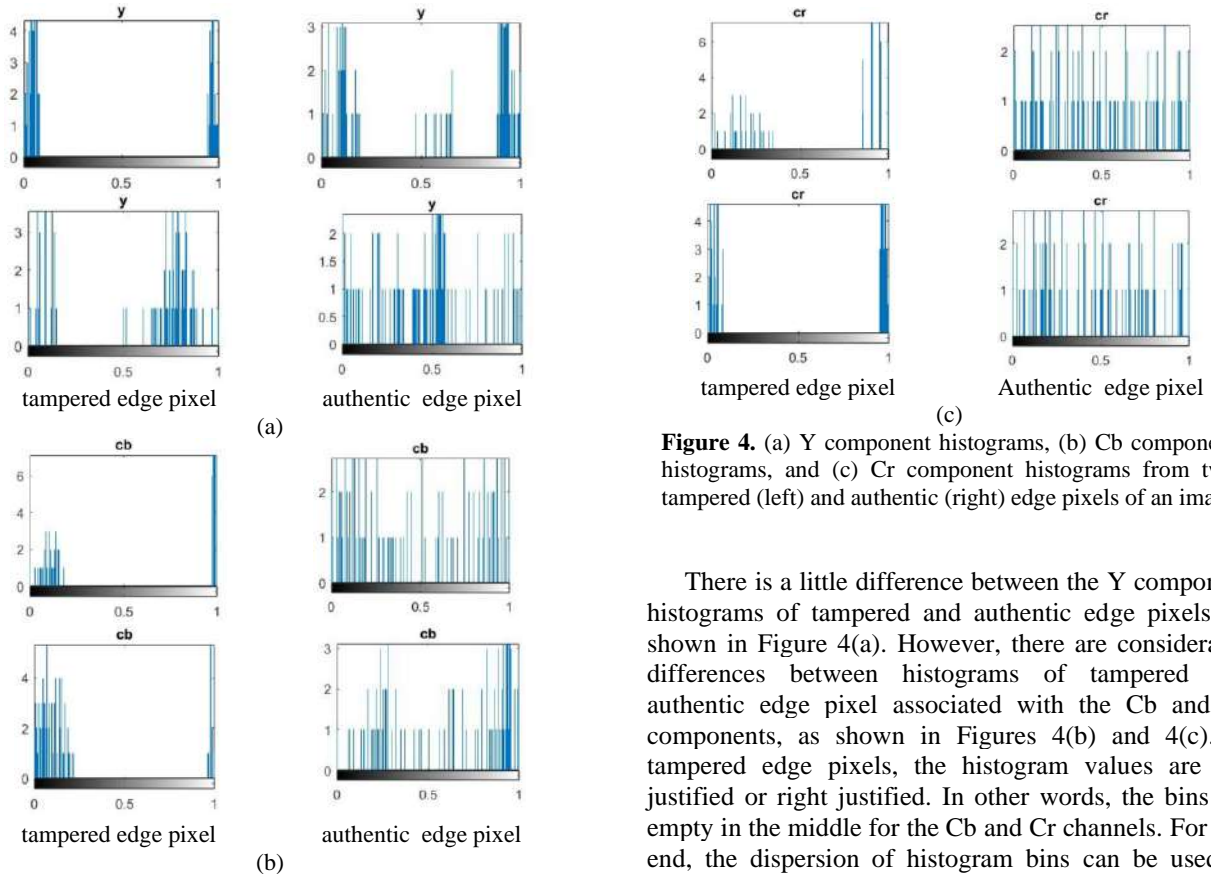 y
4
3
2
1
0
0 0.5 1
y
3
2
1
0
0 0.5 1
y
3
2
1
0
0 0.5 1
y
2
1.5
1
0.5
0
0 0.5 1
tampered edge pixel authentic edge pixel
(a)
cb
6
4
2
0
0 0.5 1
cb
2
1
0
0 0.5 1
cb
4
2
0
0 0.5 1
cb
3
2
1
0
0 0.5 1
tampered edge pixel authentic edge pixel
(b)
cr
6
4
2
0
0 0.5 1
cr
2
1
0
0 0.5 1
cr
4
3
2
1
0
0 0.5 1
cr
2
1
0
0 0.5 1
tampered edge pixel Authentic edge pixel
(c)
Figure 4. (a) Y component histograms, (b) Cb compone
histograms, and (c) Cr component histograms from tw
tampered (left) and authentic (right) edge pixels of an ima
There is a little difference between the Y compon
histograms of tampered and authentic edge pixels
shown in Figure 4(a). However, there are considera
differences between histograms of tampered
authentic edge pixel associated with the Cb and
components, as shown in Figures 4(b) and 4(c).
tampered edge pixels, the histogram values are
justified or right justified. In other words, the bins
empty in the middle for the Cb and Cr channels. For
end, the dispersion of histogram bins can be used